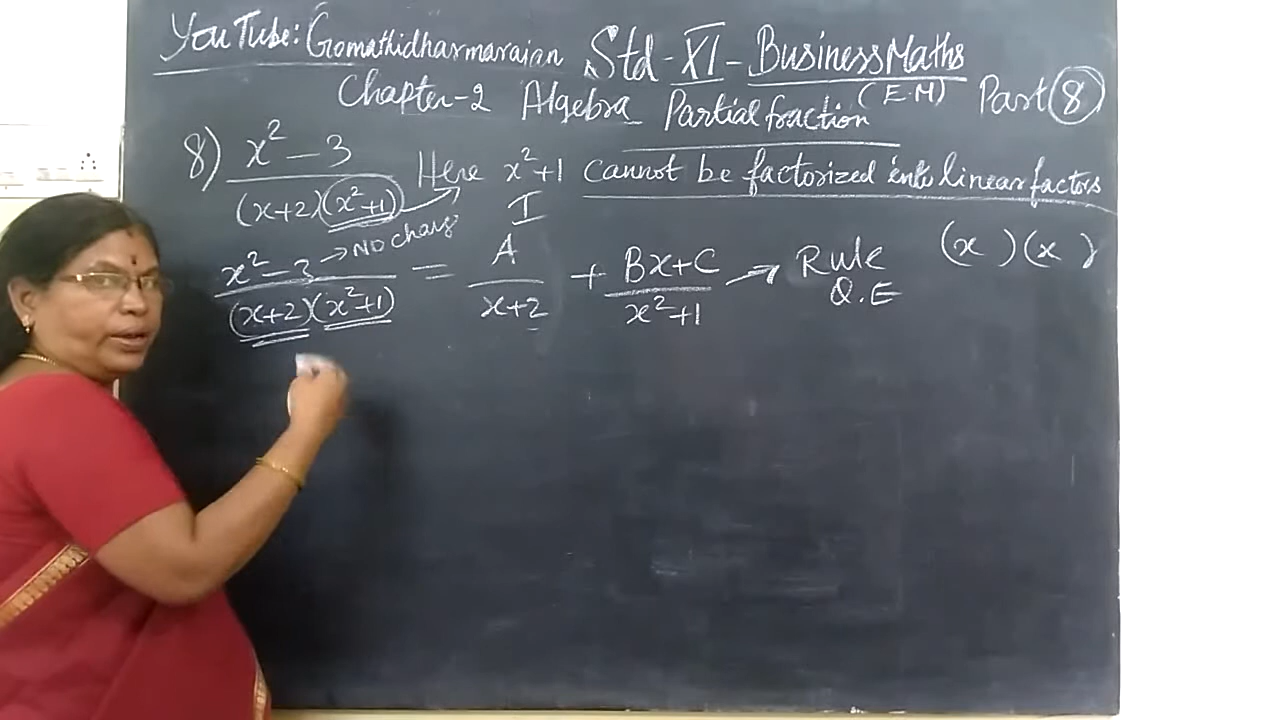 YouTube: Gomathidharmarajan Std-XI-Business Maths
Chapter-2 Algebra Partial fraction (E.M) Part 8
8) x² - 3 / (x+2)(x²+1) Here x²+1 cannot be factorized into linear factors
I
x² - 3 → NO chang
(x+2)(x²+1) = A / x+2 + Bx+C / x²+1 → Rule Q.E (x )(x )